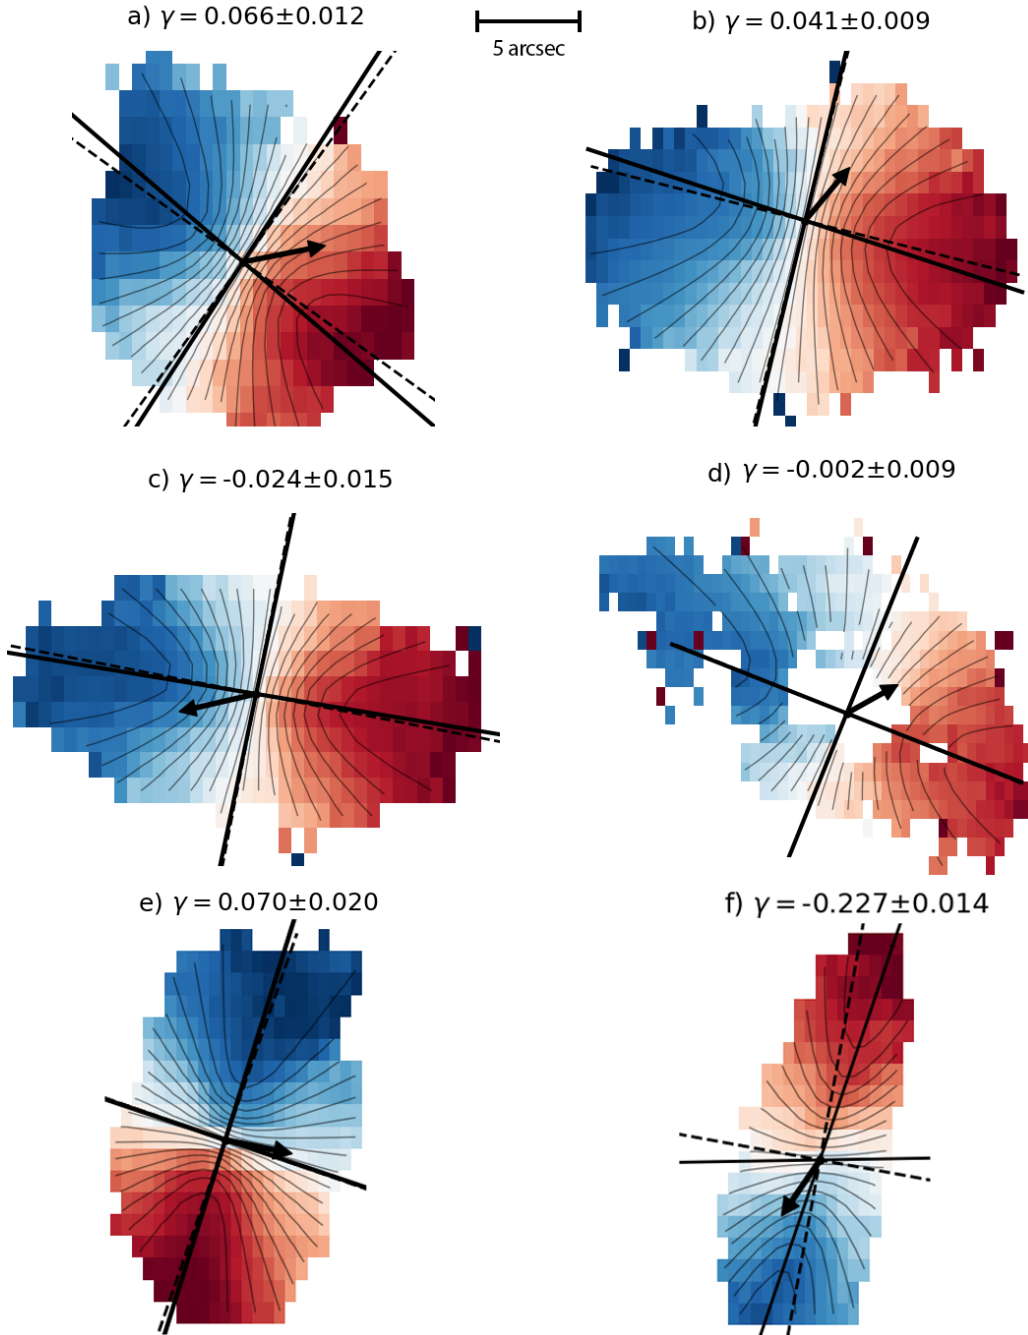 a) γ = 0.066±0.012
5 arcsec
b) γ = 0.041±0.009
c) γ = -0.024±0.015
d) γ = -0.002±0.009
e) γ = 0.070±0.020
f) γ = -0.227±0.014